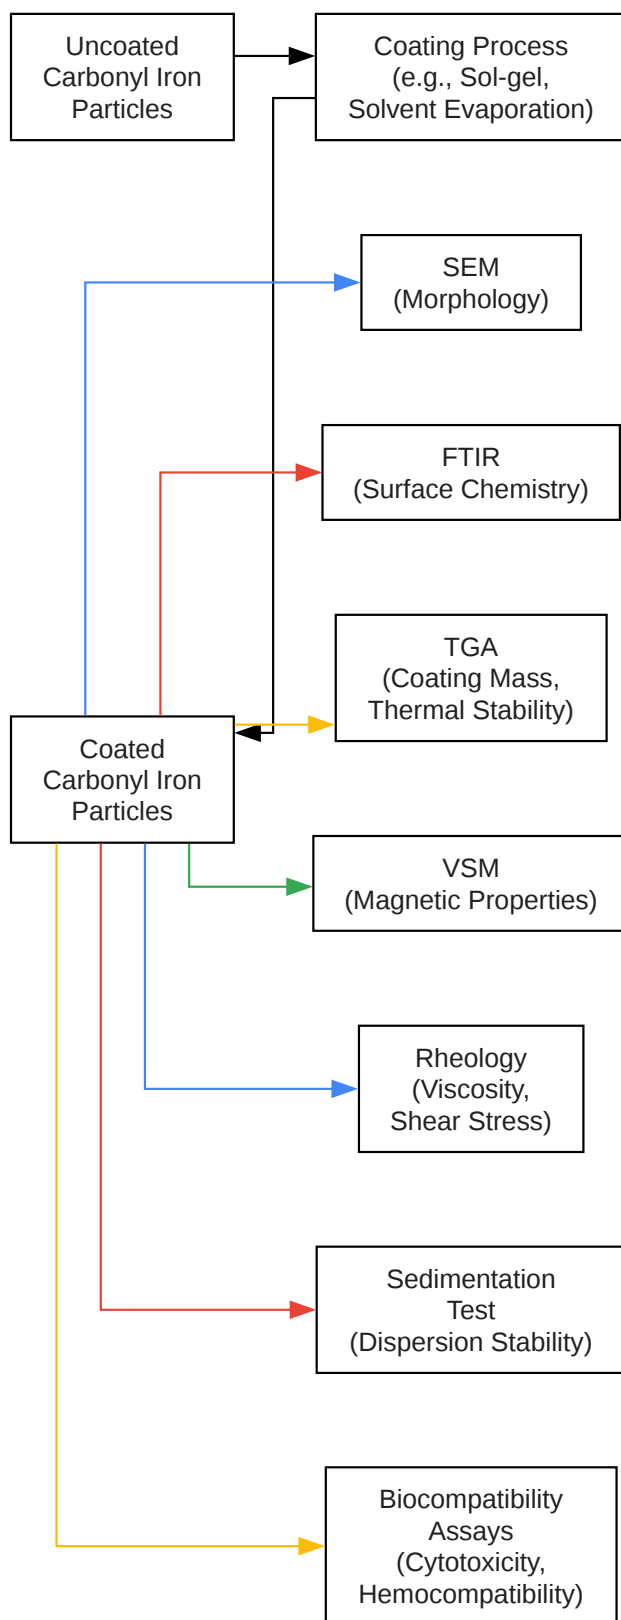 Uncoated
Carbonyl Iron
Particles
Coating Process
(e.g., Sol-gel,
Solvent Evaporation)
SEM
(Morphology)
FTIR
(Surface Chemistry)
TGA
(Coating Mass,
Thermal Stability)
Coated
Carbonyl Iron
Particles
VSM
(Magnetic Properties)
Rheology
(Viscosity,
Shear Stress)
Sedimentation
Test
(Dispersion Stability)
Biocompatibility
Assays
(Cytotoxicity,
Hemocompatibility)